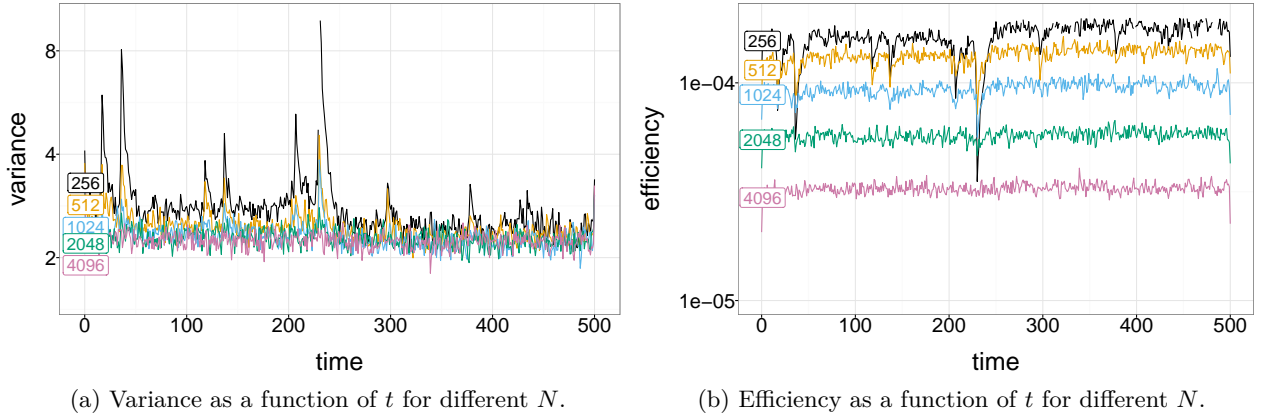 variance
8
4
2
256
512
1024
2048
4096
0 100 200 300 400 500
time
(a) Variance as a function of t for different N.
efficiency
1e−04
1e−05
256
512
1024
2048
4096
0 100 200 300 400 500
time
(b) Efficiency as a function of t for different N.